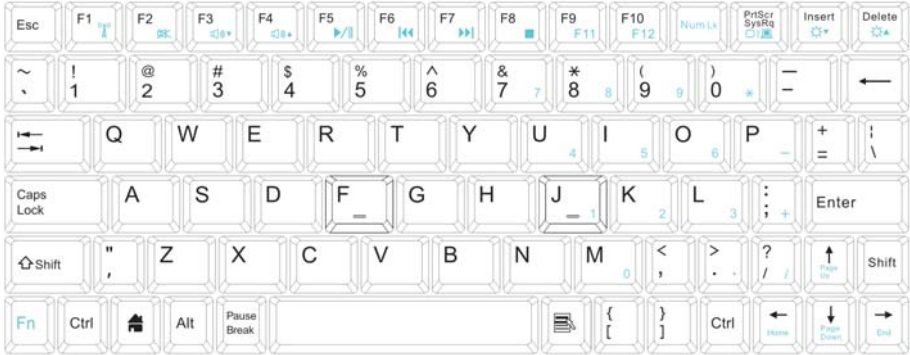 Esc F1 F2 F3 F4 F5 F6 F7 F8 F9 F11 F10 F12 Num Lk PrtScr SysRq Insert Delete
~ ` ! 1 @ 2 # 3 $ 4 % 5 ^ 6 & 7 7 * 8 8 ( 9 9 ) 0 * — - ←
Q W E R T Y U 4 I 5 O 6 P - + = ¦ \
Caps Lock A S D F G H J 1 K 2 L 3 : ; + Enter
Shift " ' Z X C V B N M 0 < , > . . ? / / ↑ Page Up Shift
Fn Ctrl Alt Pause Break { [ } ] Ctrl ← Home ↓ Page Down → End